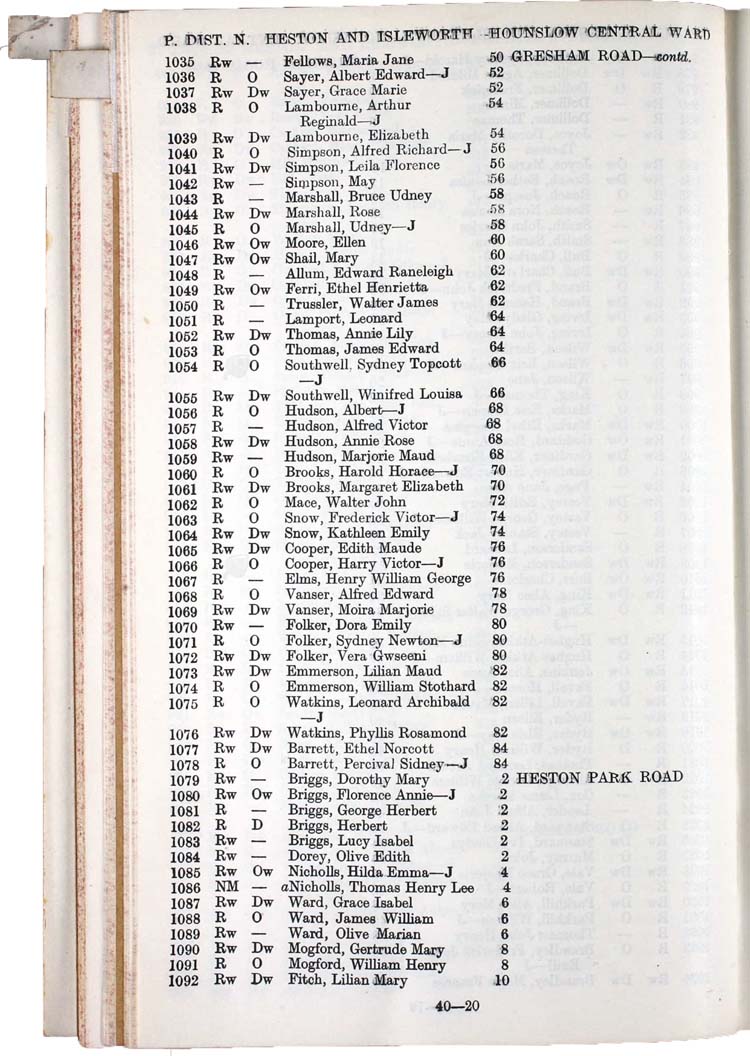 P. DIST. N. HESTON AND ISLEWORTH -HOUNSLOW CENTRAL WARD
1035 Rw — Fellows, Maria Jane 50 GRESHAM ROAD—contd.
1036 R O Sayer, Albert Edward—J 52
1037 Rw Dw Sayer, Grace Marie 52
1038 R O Lambourne, Arthur 54
Reginald—J
1039 Rw Dw Lambourne, Elizabeth 54
1040 R O Simpson, Alfred Richard—J 56
1041 Rw Dw Simpson, Leila Florence 56
1042 Rw — Simpson, May 56
1043 R — Marshall, Bruce Udney 58
1044 Rw Dw Marshall, Rose 58
1045 R O Marshall, Udney—J 58
1046 Rw Ow Moore, Ellen 60
1047 Rw Ow Shail, Mary 60
1048 R — Allum, Edward Raneleigh 62
1049 Rw Ow Ferri, Ethel Henrietta 62
1050 R — Trussler, Walter James 62
1051 R — Lamport, Leonard 64
1052 Rw Dw Thomas, Annie Lily 64
1053 R O Thomas, James Edward 64
1054 R O Southwell, Sydney Topcott 66
—J
1055 Rw Dw Southwell, Winifred Louisa 66
1056 R O Hudson, Albert—J 68
1057 R — Hudson, Alfred Victor 68
1058 Rw Dw Hudson, Annie Rose 68
1059 Rw — Hudson, Marjorie Maud 68
1060 R O Brooks, Harold Horace—J 70
1061 Rw Dw Brooks, Margaret Elizabeth 70
1062 R O Mace, Walter John 72
1063 R O Snow, Frederick Victor—J 74
1064 Rw Dw Snow, Kathleen Emily 74
1065 Rw Dw Cooper, Edith Maude 76
1066 R O Cooper, Harry Victor—J 76
1067 R — Elms, Henry William George 76
1068 R O Vanser, Alfred Edward 78
1069 Rw Dw Vanser, Moira Marjorie 78
1070 Rw — Folker, Dora Emily 80
1071 R O Folker, Sydney Newton—J 80
1072 Rw Dw Folker, Vera Gwseeni 80
1073 Rw Dw Emmerson, Lilian Maud 82
1074 R O Emmerson, William Stothard 82
1075 R O Watkins, Leonard Archibald 82
—J
1076 Rw Dw Watkins, Phyllis Rosamond 82
1077 Rw Dw Barrett, Ethel Norcott 84
1078 R O Barrett, Percival Sidney—J 84
1079 Rw — Briggs, Dorothy Mary 2 HESTON PARK ROAD
1080 Rw Ow Briggs, Florence Annie—J 2
1081 R — Briggs, George Herbert 2
1082 R D Briggs, Herbert 2
1083 Rw — Briggs, Lucy Isabel 2
1084 Rw — Dorey, Olive Edith 2
1085 Rw Ow Nicholls, Hilda Emma—J 4
1086 NM — aNicholls, Thomas Henry Lee 4
1087 Rw Dw Ward, Grace Isabel 6
1088 R O Ward, James William 6
1089 Rw — Ward, Olive Marian 6
1090 Rw Dw Mogford, Gertrude Mary 8
1091 R O Mogford, William Henry 8
1092 Rw Dw Fitch, Lilian Mary 10
40—20